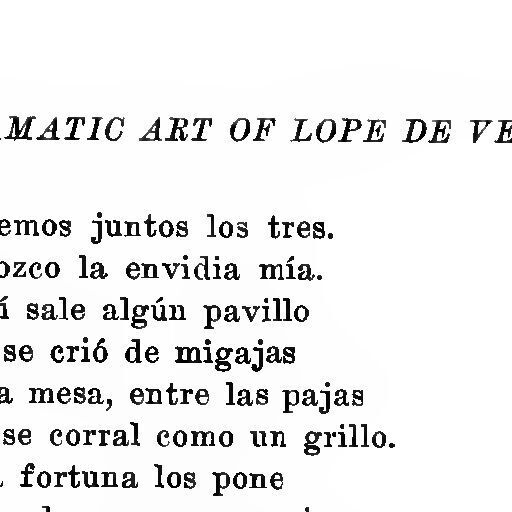 MATIC ART OF LOPE DE VE
emos juntos los tres.
ozco la envidia mía.
í sale algún pavillo
se crió de migajas
a mesa, entre las pajas
se corral como un grillo.
fortuna los pone